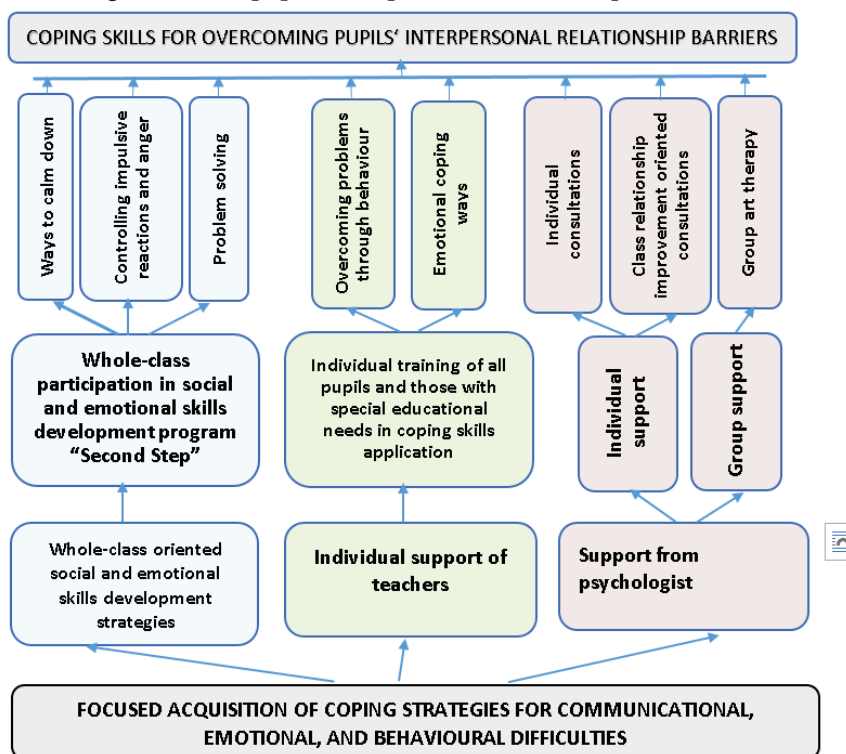 COPING SKILLS FOR OVERCOMING PUPILS‘ INTERPERSONAL RELATIONSHIP BARRIERS
Ways to calm down
Controlling impulsive
reactions and anger
Problem solving
Overcoming problems
through behaviour
Emotional coping
ways
Individual
consultations
Class relationship
improvement oriented
consultations
Group art therapy
Whole-class
participation in social
and emotional skills
development program
“Second Step”
Individual training of all
pupils and those with
special educational
needs in coping skills
application
Individual
support
Group support
Whole-class oriented
social and emotional
skills development
strategies
Individual support of
teachers
Support from
psychologist
FOCUSED ACQUISITION OF COPING STRATEGIES FOR COMMUNICATIONAL,
EMOTIONAL, AND BEHAVIOURAL DIFFICULTIES